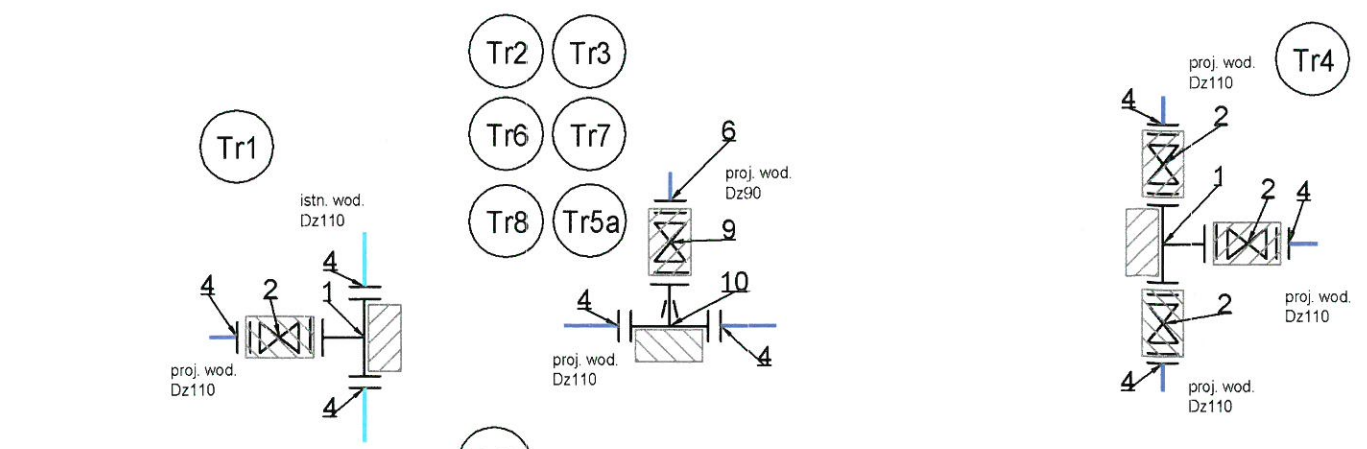 Tr1
istn. wod.
Dz110
4
4
2
1
proj. wod.
Dz110
4
Tr2
Tr3
Tr6
Tr7
Tr8
Tr5a
6
proj. wod.
Dz90
9
10
4
4
proj. wod.
Dz110
Tr4
proj. wod.
Dz110
4
2
1
2
4
2
proj. wod.
Dz110
4
proj. wod.
Dz110